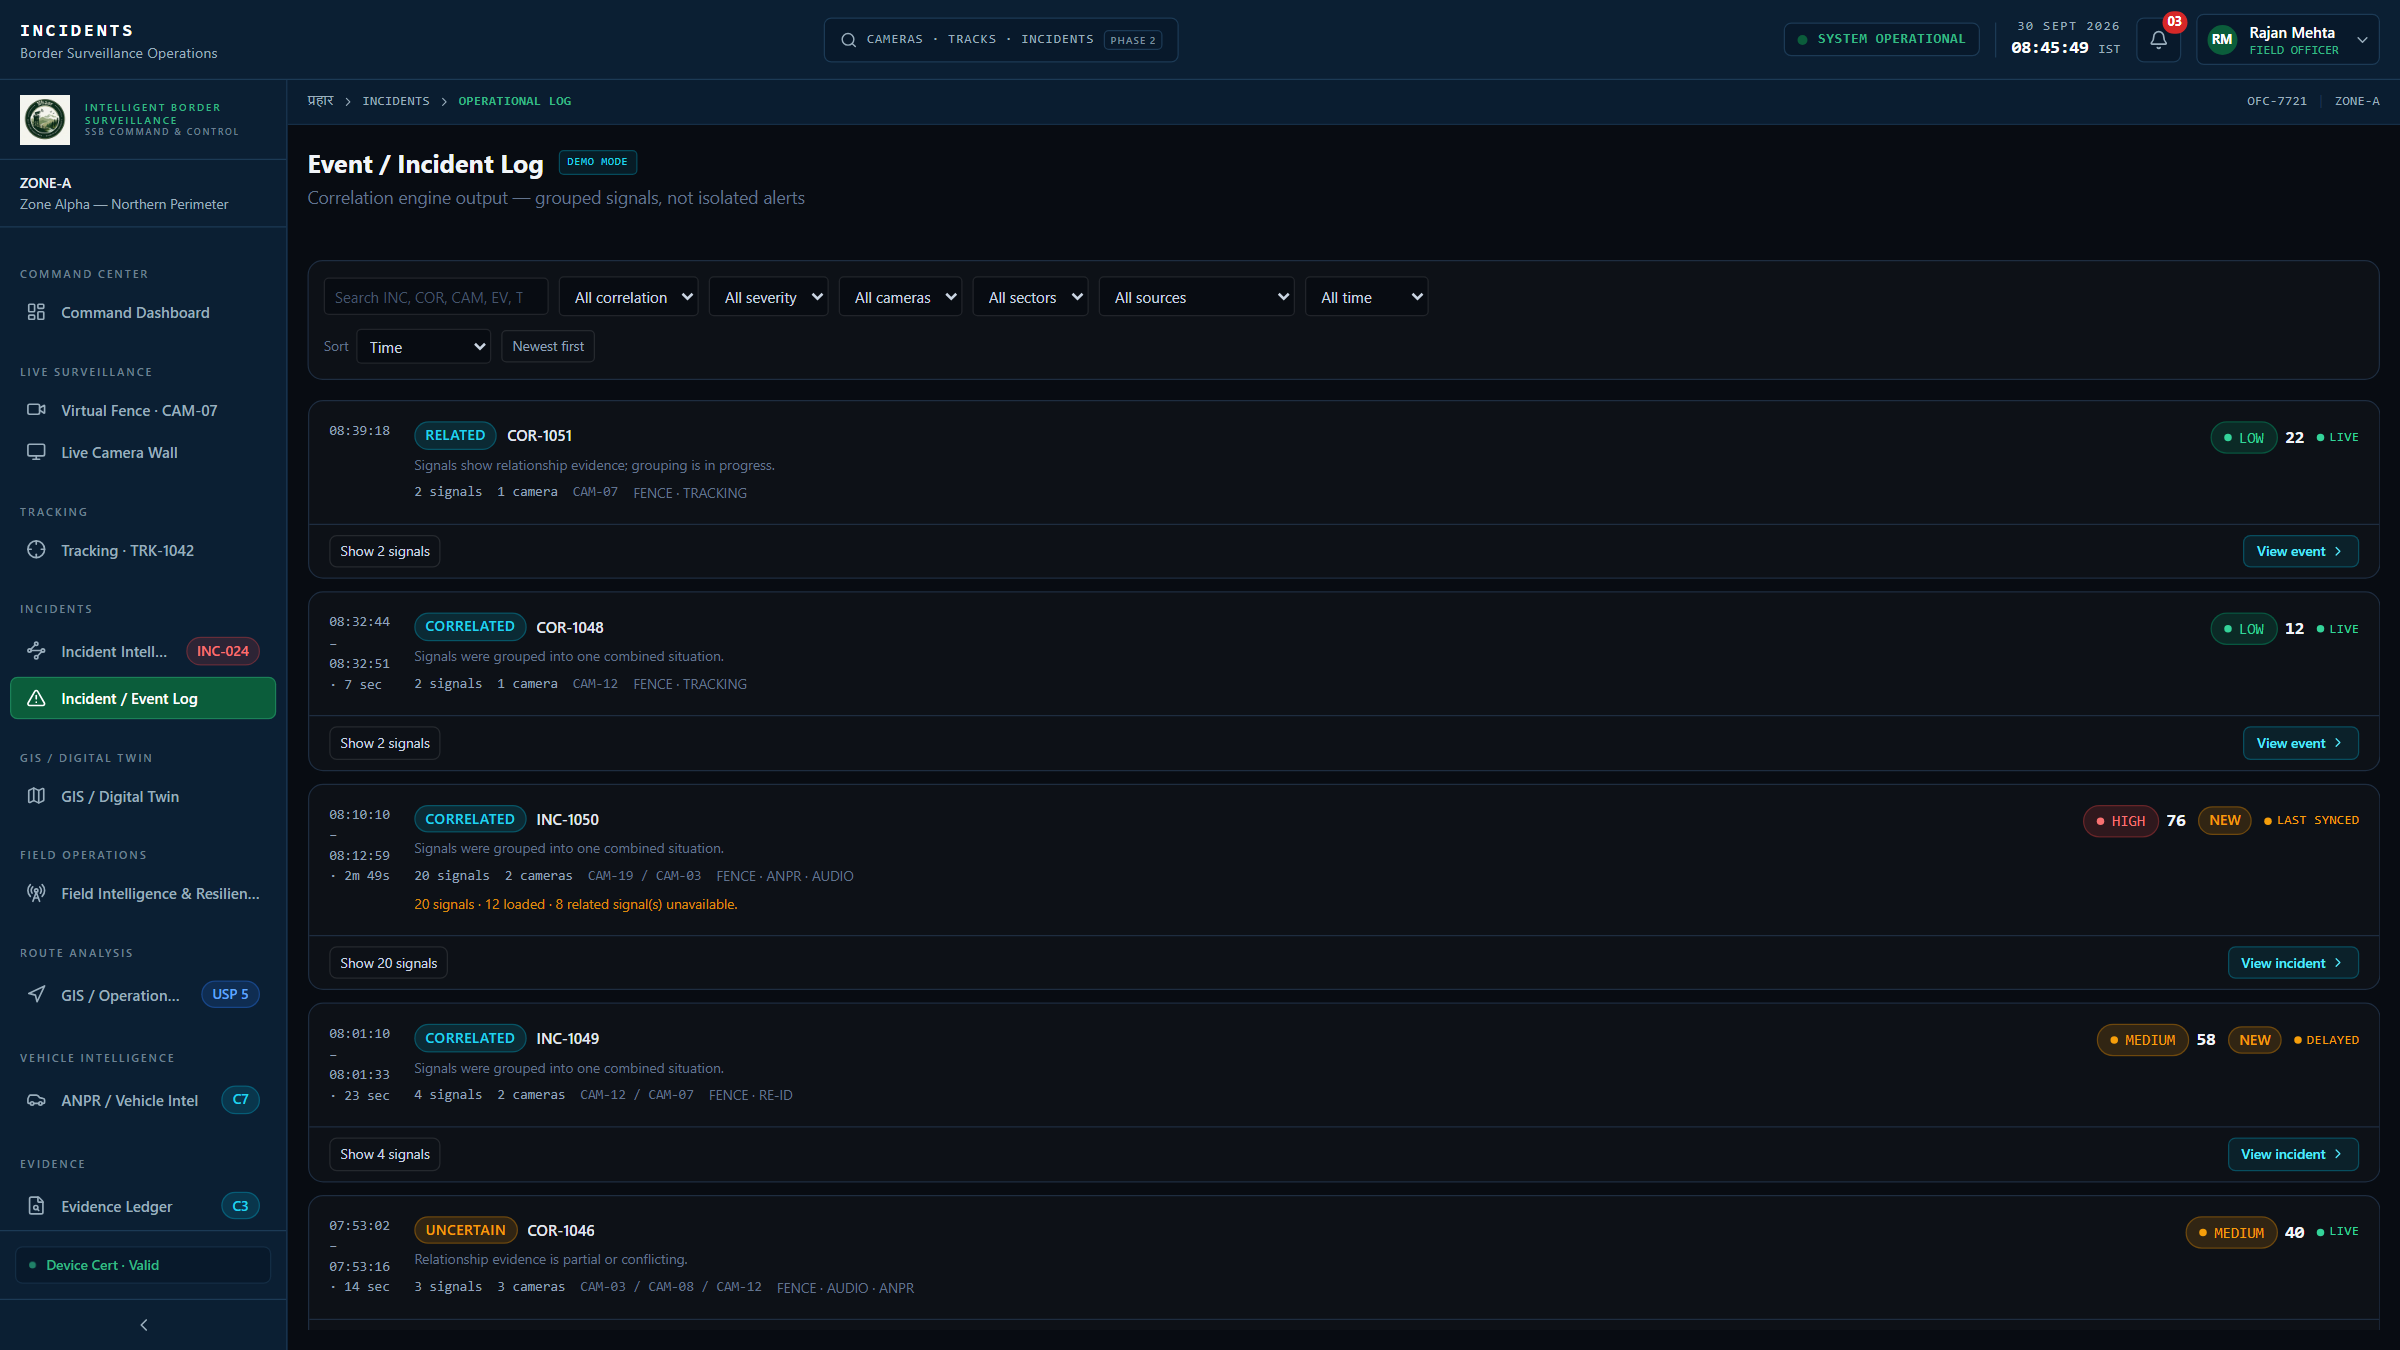 INCIDENTS
Border Surveillance Operations
CAMERAS · TRACKS · INCIDENTS PHASE 2
SYSTEM OPERATIONAL
30 SEPT 2026
08:45:49 IST
03
RM
Rajan Mehta
FIELD OFFICER
INTELLIGENT BORDER
SURVEILLANCE
SSB COMMAND & CONTROL
ZONE-A
Zone Alpha — Northern Perimeter
COMMAND CENTER
Command Dashboard
LIVE SURVEILLANCE
Virtual Fence · CAM-07
Live Camera Wall
TRACKING
Tracking · TRK-1042
INCIDENTS
Incident Intell... INC-024
Incident / Event Log
GIS / DIGITAL TWIN
GIS / Digital Twin
FIELD OPERATIONS
Field Intelligence & Resilien...
ROUTE ANALYSIS
GIS / Operation... USP 5
VEHICLE INTELLIGENCE
ANPR / Vehicle Intel C7
EVIDENCE
Evidence Ledger C3
Device Cert · Valid
प्रहार > INCIDENTS > OPERATIONAL LOG
OFC-7721 ZONE-A
Event / Incident Log DEMO MODE
Correlation engine output — grouped signals, not isolated alerts
Search INC, COR, CAM, EV, T All correlation All severity All cameras All sectors All sources All time
Sort Time Newest first
08:39:18 RELATED COR-1051 LOW 22 LIVE
Signals show relationship evidence; grouping is in progress.
2 signals 1 camera CAM-07 FENCE · TRACKING
Show 2 signals View event
08:32:44
–
08:32:51
· 7 sec
CORRELATED COR-1048 LOW 12 LIVE
Signals were grouped into one combined situation.
2 signals 1 camera CAM-12 FENCE · TRACKING
Show 2 signals View event
08:10:10
–
08:12:59
· 2m 49s
CORRELATED INC-1050 HIGH 76 NEW LAST SYNCED
Signals were grouped into one combined situation.
20 signals 2 cameras CAM-19 / CAM-03 FENCE · ANPR · AUDIO
20 signals · 12 loaded · 8 related signal(s) unavailable.
Show 20 signals View incident
08:01:10
–
08:01:33
· 23 sec
CORRELATED INC-1049 MEDIUM 58 NEW DELAYED
Signals were grouped into one combined situation.
4 signals 2 cameras CAM-12 / CAM-07 FENCE · RE-ID
Show 4 signals View incident
07:53:02
–
07:53:16
· 14 sec
UNCERTAIN COR-1046 MEDIUM 40 LIVE
Relationship evidence is partial or conflicting.
3 signals 3 cameras CAM-03 / CAM-08 / CAM-12 FENCE · AUDIO · ANPR